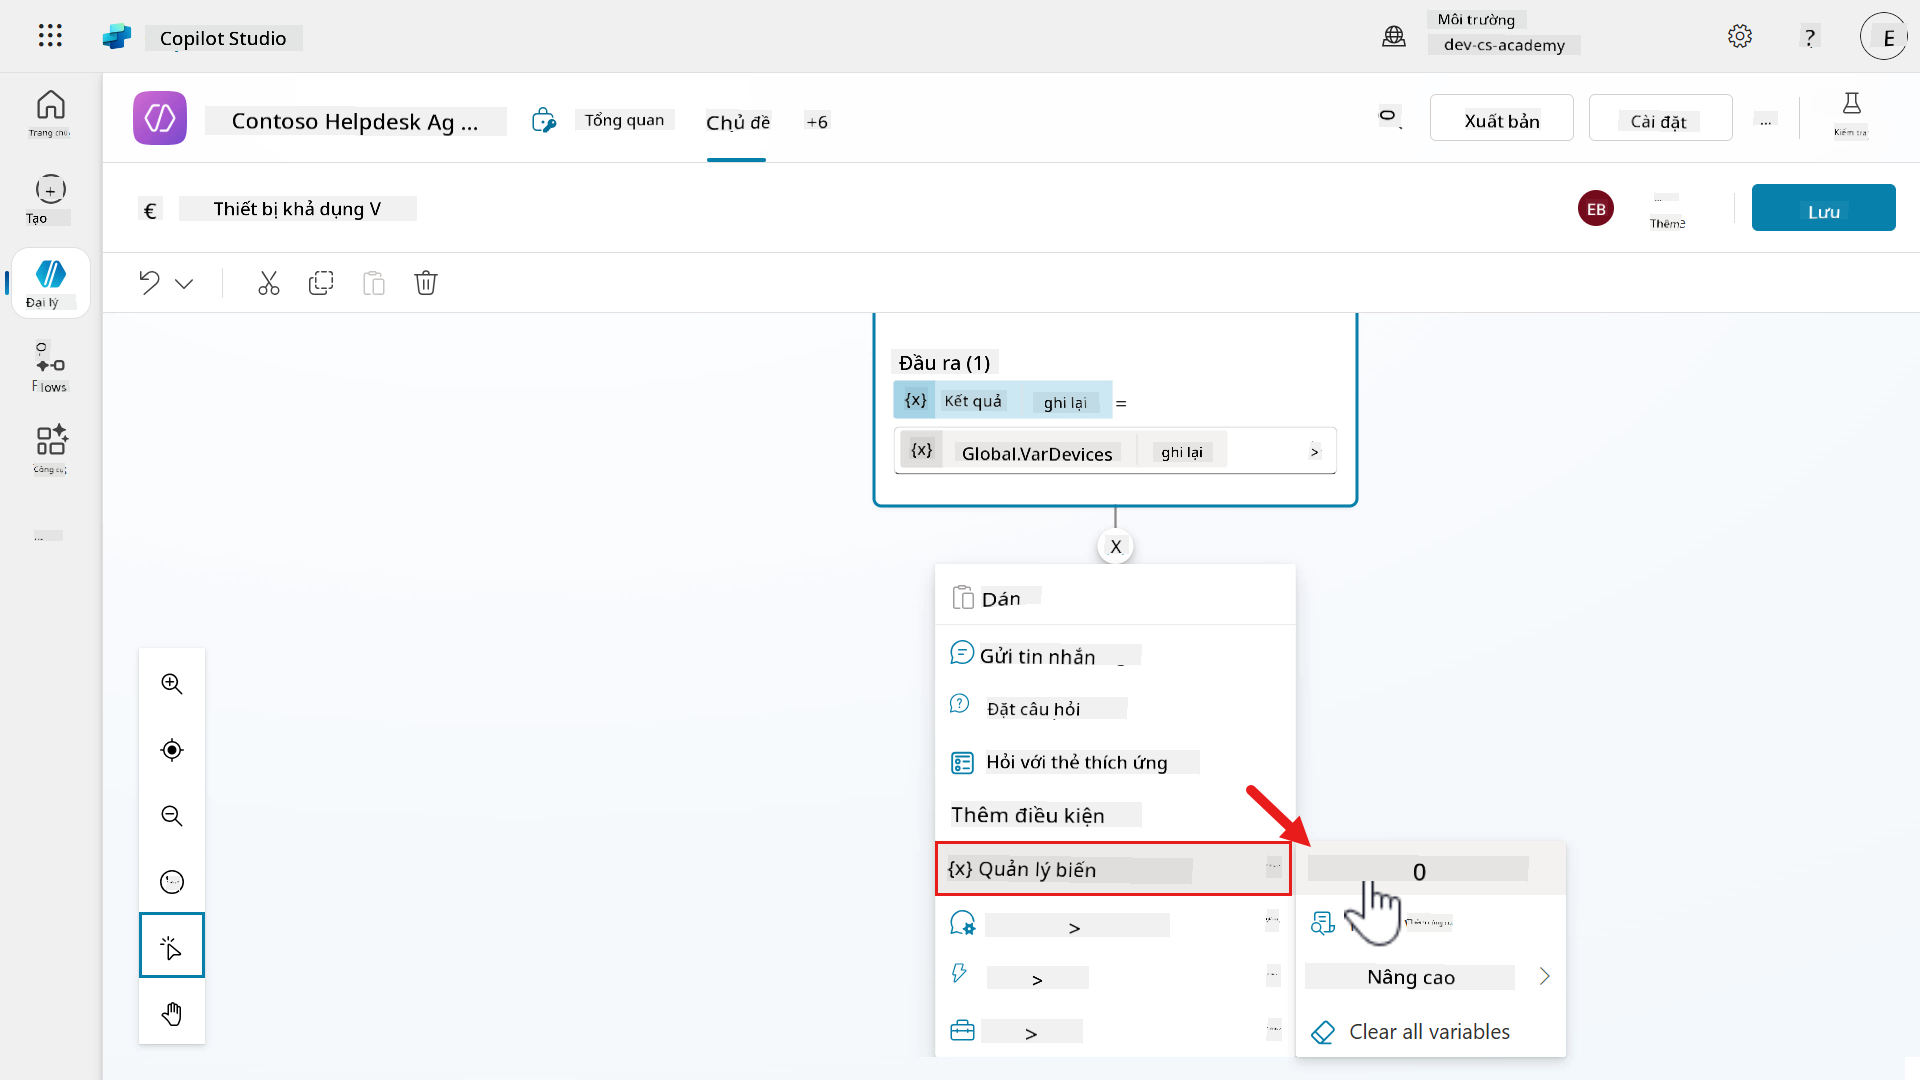 Copilot Studio
Môi trường
dev-cs-academy
?
E
Trang chủ
Contoso Helpdesk Ag ...
Tổng quan
Chủ đề
+6
Xuất bản
Cài đặt
...
Kiểm tra
Tạo
€
Thiết bị khả dụng V
EB
...
Thêm
Lưu
Đại lý
Flows
Công cụ
...
Đầu ra (1)
{x} Kết quả ghi lại =
{x} Global.VarDevices ghi lại >
X
Dán
Gửi tin nhắn
Đặt câu hỏi
Hỏi với thẻ thích ứng
Thêm điều kiện
{x} Quản lý biến
0
>
>
Nâng cao
>
Clear all variables